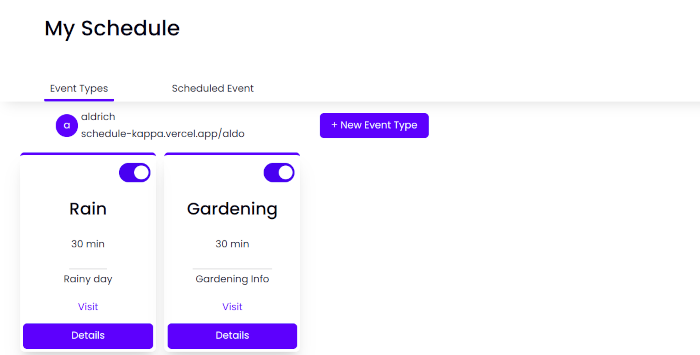 My Schedule
Event Types
Scheduled Event
a
aldrich
schedule-kappa.vercel.app/aldo
+ New Event Type
Rain
30 min
Rainy day
Visit
Details
Gardening
30 min
Gardening Info
Visit
Details